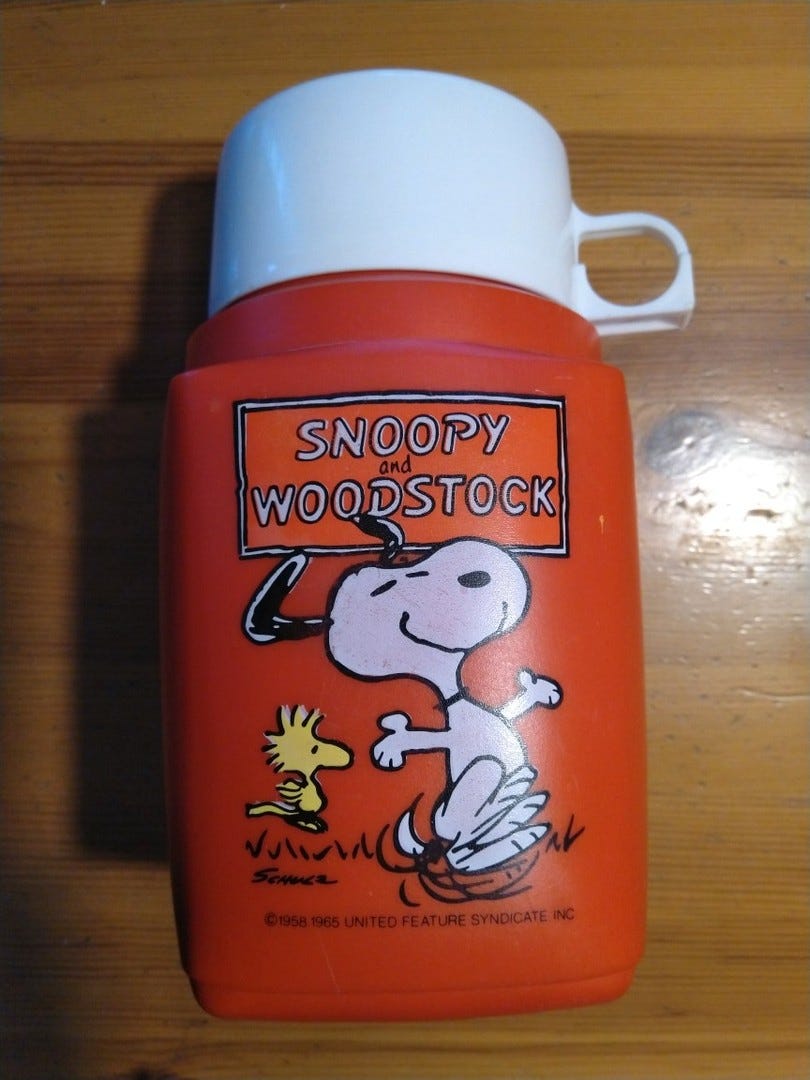 SNOOPY
and
WOODSTOCK
SCHULZ
©1958 1965 UNITED FEATURE SYNDICATE INC